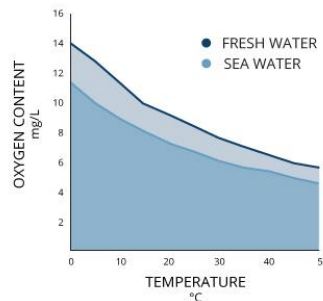 16
14
12
10
8
6
4
2
OXYGEN CONTENT
mg/L
FRESH WATER
SEA WATER
0 10 20 30 40 5
TEMPERATURE
°C